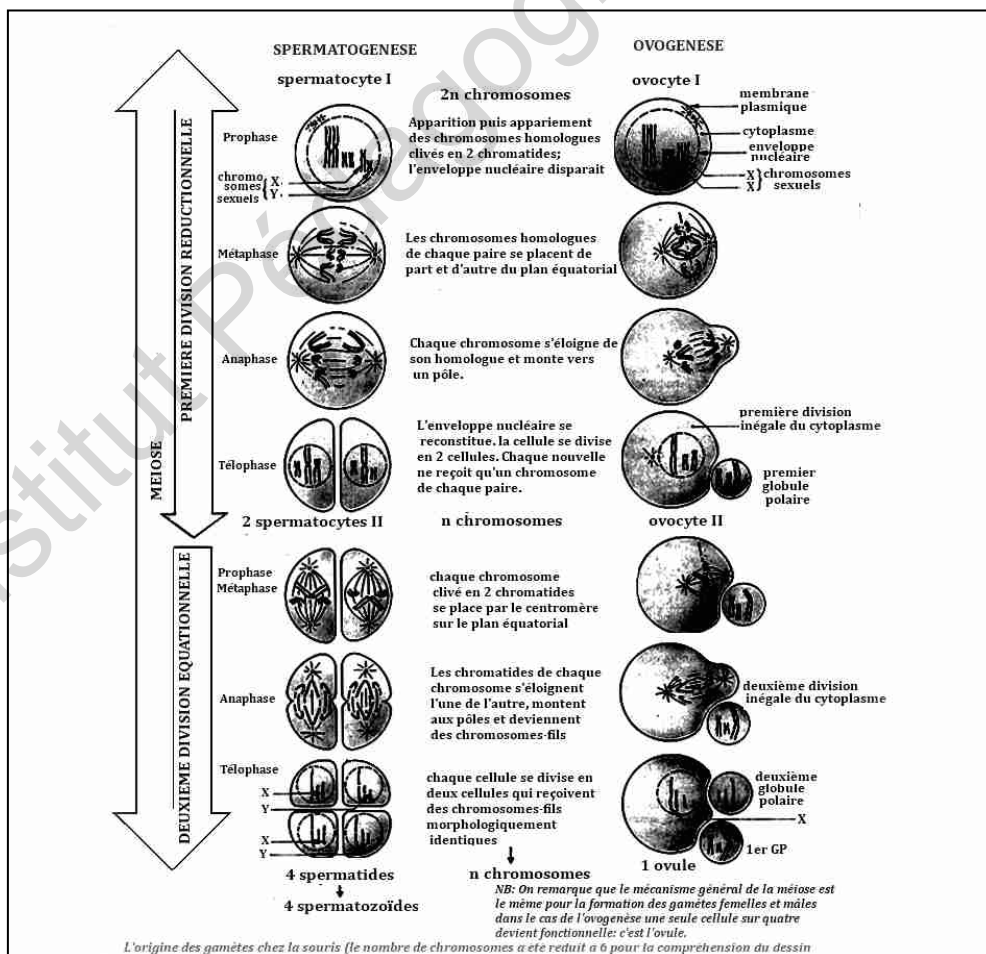 Institut Pédagog
SPERMATOGENESE
OVOGENESE
spermatocyte I
ovocyte I
2n chromosomes
Prophase
Apparition puis appariement
des chromosomes homologues
clivés en 2 chromatides;
l'enveloppe nucléaire disparait
chromo
somes
sexuels
X
Y
membrane
plasmique
cytoplasme
enveloppe
nucléaire
X
X
chromosomes
sexuels
Métaphase
Les chromosomes homologues
de chaque paire se placent de
part et d'autre du plan équatorial
Anaphase
Chaque chromosome s'éloigne de
son homologue et monte vers
un pôle.
Télophase
L'enveloppe nucléaire se
reconstitue. la cellule se divise
en 2 cellules. Chaque nouvelle
ne reçoit qu'un chromosome
de chaque paire.
première division
inégale du cytoplasme
premier
globule
polaire
2 spermatocytes II
n chromosomes
ovocyte II
MEIOSE
PREMIERE DIVISION REDUCTIONNELLE
DEUXIEME DIVISION EQUATIONNELLE
Prophase
Métaphase
chaque chromosome
clivé en 2 chromatides
se place par le centromère
sur le plan équatorial
Anaphase
Les chromatides de chaque
chromosome s'éloignent
l'une de l'autre, montent
aux pôles et deviennent
des chromosomes-fils
deuxième division
inégale du cytoplasme
Télophase
X
Y
X
Y
chaque cellule se divise en
deux cellules qui reçoivent
des chromosomes-fils
morphologiquement
identiques
deuxième
globule
polaire
X
1er GP
4 spermatides
n chromosomes
1 ovule
4 spermatozoïdes
NB: On remarque que le mécanisme général de la méiose est
le même pour la formation des gamétes femelles et mâles
dans le cas de l'ovogenèse une seule cellule sur quatre
devient fonctionnelle: c'est l'ovule.
L'origine des gamètes chez la souris (le nombre de chromosomes a été réduit a 6 pour la compréhension du dessin